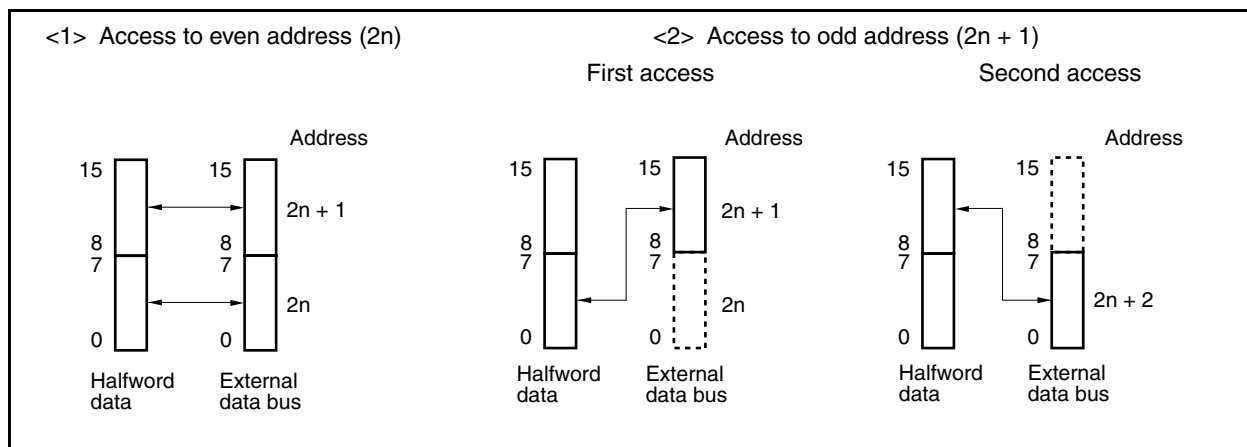 <1> Access to even address (2n)
<2> Access to odd address (2n + 1)
First access
Second access
Address
15
15
2n + 1
8
8
7
7
2n
0
0
Halfword
data
External
data bus
Address
15
15
2n + 1
8
8
7
7
2n
0
0
Halfword
data
External
data bus
Address
15
15
8
8
7
7
2n + 2
0
0
Halfword
data
External
data bus